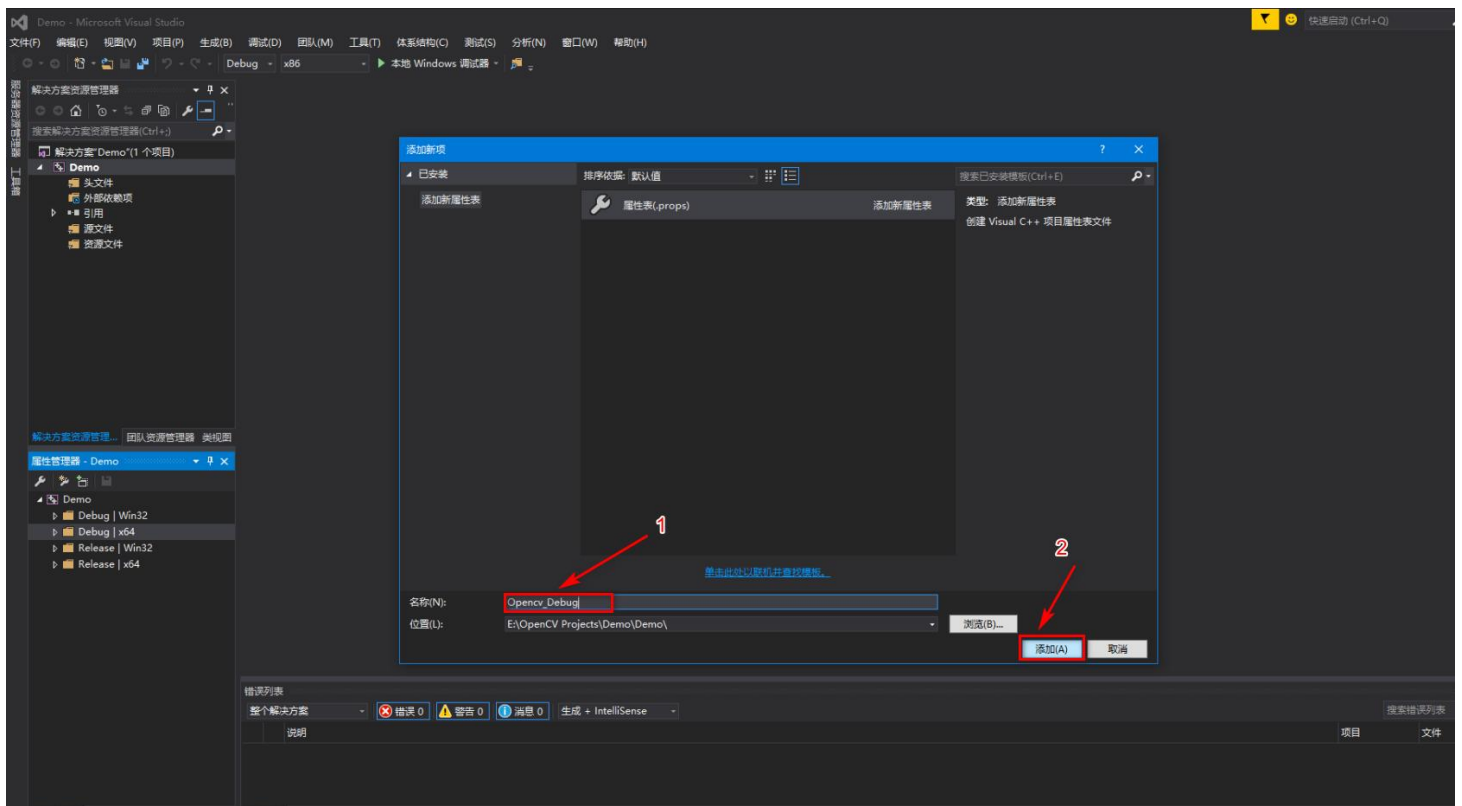 Demo - Microsoft Visual Studio
快速启动 (Ctrl+Q)
文件(F) 编辑(E) 视图(V) 项目(P) 生成(B) 调试(D) 团队(M) 工具(T) 体系结构(C) 测试(S) 分析(N) 窗口(W) 帮助(H)
Debug x86 本地 Windows 调试器
服务器资源管理器
工具箱
解决方案资源管理器
搜索解决方案资源管理器(Ctrl+;)
解决方案"Demo"(1 个项目)
Demo
头文件
外部依赖项
引用
源文件
资源文件
解决方案资源管理... 团队资源管理器 类视图
属性管理器 - Demo
Demo
Debug | Win32
Debug | x64
Release | Win32
Release | x64
添加新项 ?
已安装
添加新属性表
排序依据: 默认值
搜索已安装模板(Ctrl+E)
属性表(.props) 添加新属性表
类型: 添加新属性表
创建 Visual C++ 项目属性表文件
1
2
单击此处以联机并查找模板。
名称(N): Opencv_Debug
位置(L): E:\OpenCV Projects\Demo\Demo\ 浏览(B)...
添加(A) 取消
错误列表
整个解决方案 错误 0 警告 0 消息 0 生成 + IntelliSense 搜索错误列表
说明 项目 文件